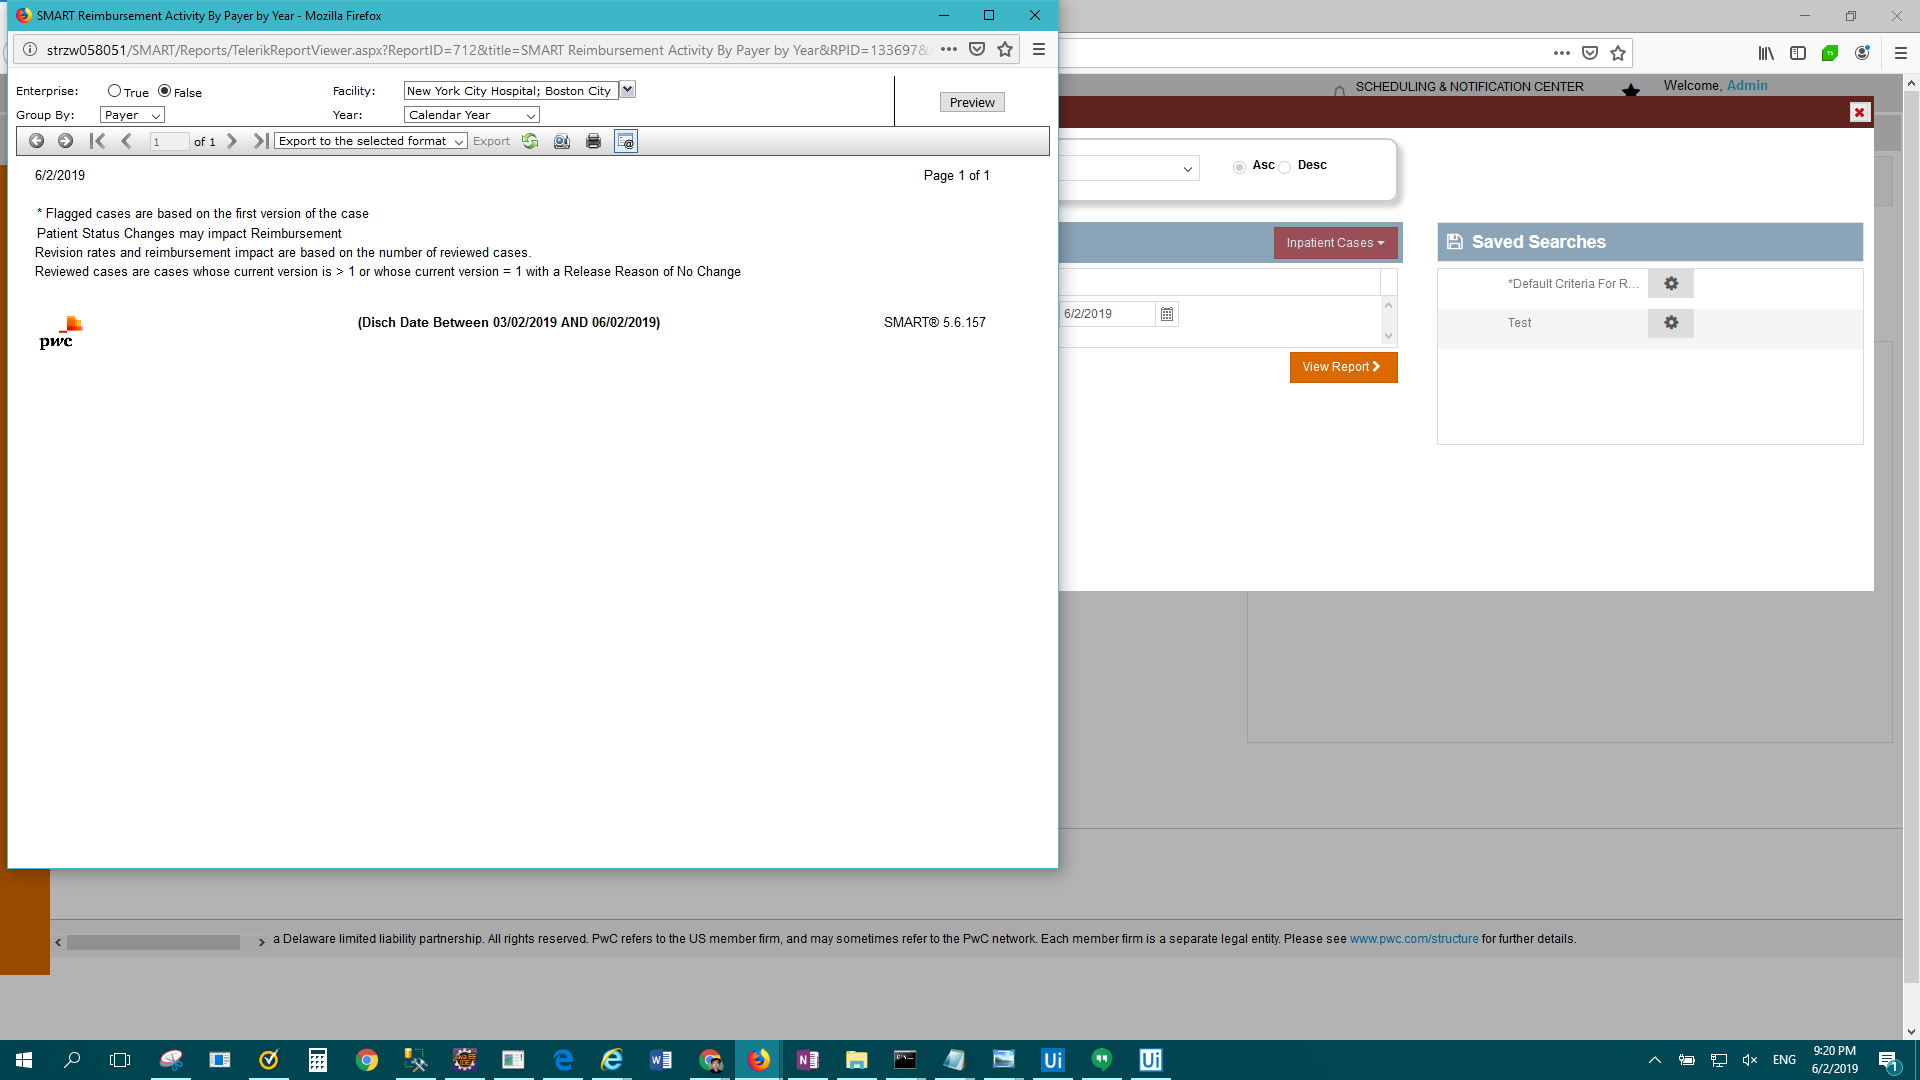 SMART Reimbursement Activity By Payer by Year - Mozilla Firefox
strzw058051/SMART/Reports/TelerikReportViewer.aspx?ReportID=712&title=SMART Reimbursement Activity By Payer by Year&RPID=133697&
Enterprise: True False Facility: New York City Hospital; Boston City
Group By: Payer Year: Calendar Year
Preview
1 of 1 Export to the selected format Export
6/2/2019 Page 1 of 1
* Flagged cases are based on the first version of the case
Patient Status Changes may impact Reimbursement
Revision rates and reimbursement impact are based on the number of reviewed cases.
Reviewed cases are cases whose current version is > 1 or whose current version = 1 with a Release Reason of No Change
pwc
(Disch Date Between 03/02/2019 AND 06/02/2019) SMART® 5.6.157
SCHEDULING & NOTIFICATION CENTER Welcome, Admin
Asc Desc
Inpatient Cases
Saved Searches
*Default Criteria For R...
6/2/2019
Test
View Report
a Delaware limited liability partnership. All rights reserved. PwC refers to the US member firm, and may sometimes refer to the PwC network. Each member firm is a separate legal entity. Please see www.pwc.com/structure for further details.
ENG
9:20 PM
6/2/2019
1